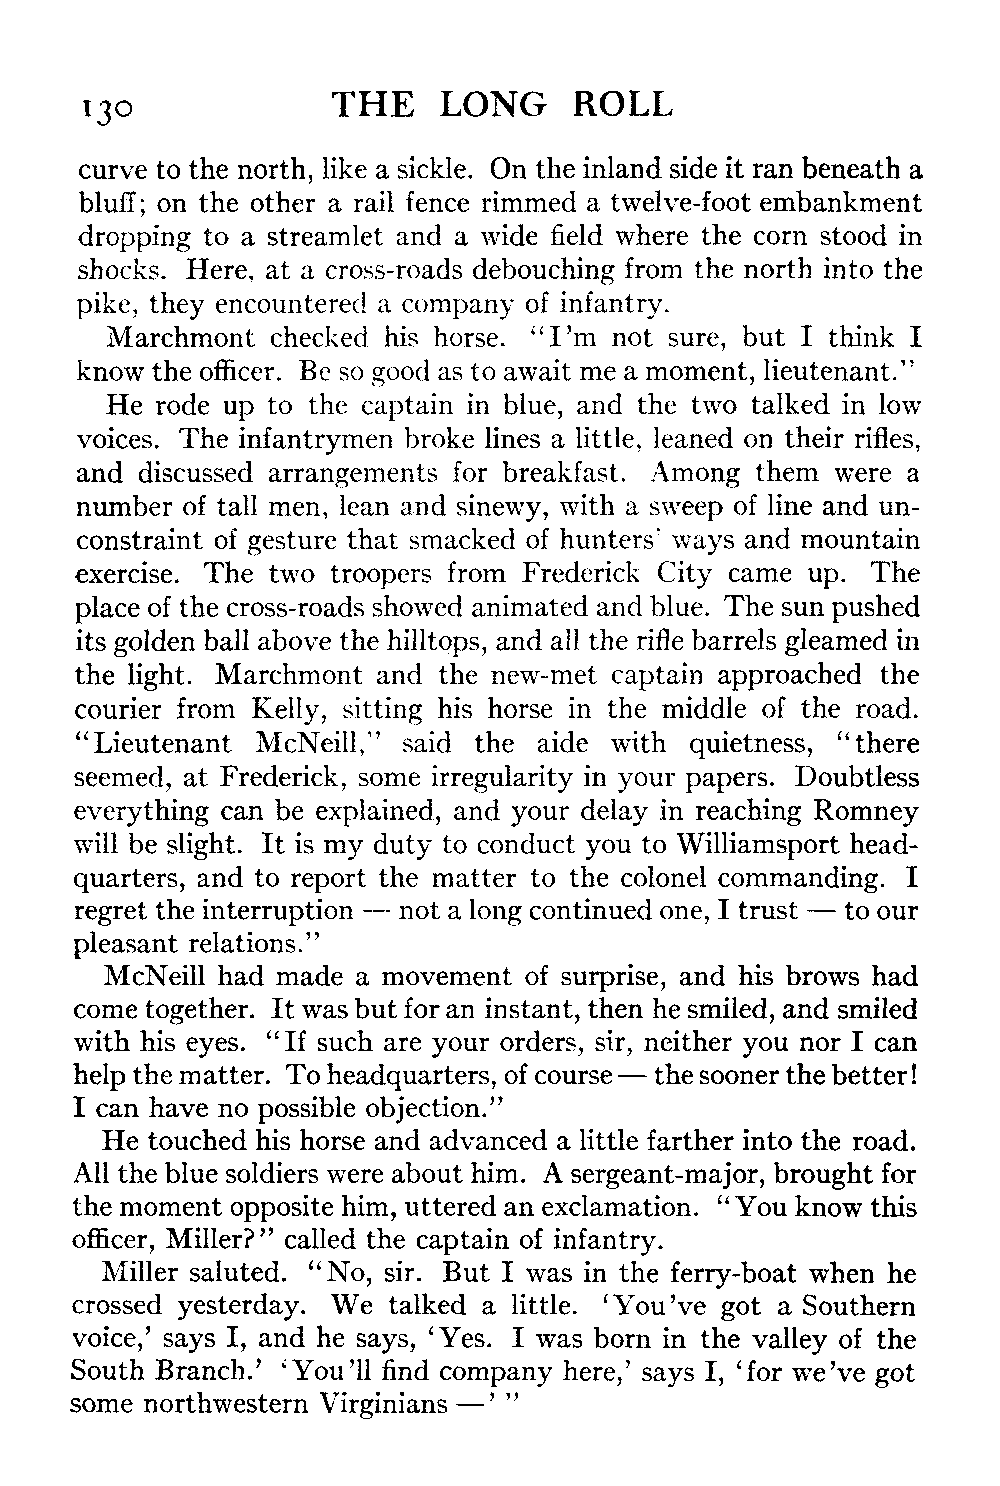 130 THE LONG ROLL
curve to the north, like a sickle. On the inland side it ran beneath a
bluff; on the other a rail fence rimmed a twelve-foot embankment
dropping to a streamlet and a wide field where the corn stood in
shocks. Here, at a cross-roads debouching from the north into the
pike, they encountered a company of infantry.
Marchmont checked his horse. "I'm not sure, but I think I
know the officer. Be so good as to await me a moment, lieutenant."
He rode up to the captain in blue, and the two talked in low
voices. The infantrymen broke lines a little, leaned on their rifles,
and discussed arrangements for breakfast. Among them were a
number of tall men, lean and sinewy, with a sweep of line and un-
constraint of gesture that smacked of hunters' ways and mountain
exercise. The two troopers from Frederick City came up. The
place of the cross-roads showed animated and blue. The sun pushed
its golden ball above the hilltops, and all the rifle barrels gleamed in
the light. Marchmont and the new-met captain approached the
courier from Kelly, sitting his horse in the middle of the road.
"Lieutenant McNeill," said the aide with quietness, "there
seemed, at Frederick, some irregularity in your papers. Doubtless
everything can be explained, and your delay in reaching Romney
will be slight. It is my duty to conduct you to Williamsport head-
quarters, and to report the matter to the colonel commanding. I
regret the interruption — not a long continued one, I trust — to our
pleasant relations."
McNeill had made a movement of surprise, and his brows had
come together. It was but for an instant, then he smiled, and smiled
with his eyes. "If such are your orders, sir, neither you nor I can
help the matter. To headquarters, of course — the sooner the better!
I can have no possible objection."
He touched his horse and advanced a little farther into the road.
All the blue soldiers were about him. A sergeant-major, brought for
the moment opposite him, uttered an exclamation. "You know this
officer, Miller?" called the captain of infantry.
Miller saluted. "No, sir. But I was in the ferry-boat when he
crossed yesterday. We talked a little. 'You've got a Southern
voice,' says I, and he says, 'Yes. I was born in the valley of the
South Branch.' 'You'll find company here,' says I, 'for we've got
some northwestern Virginians —' "